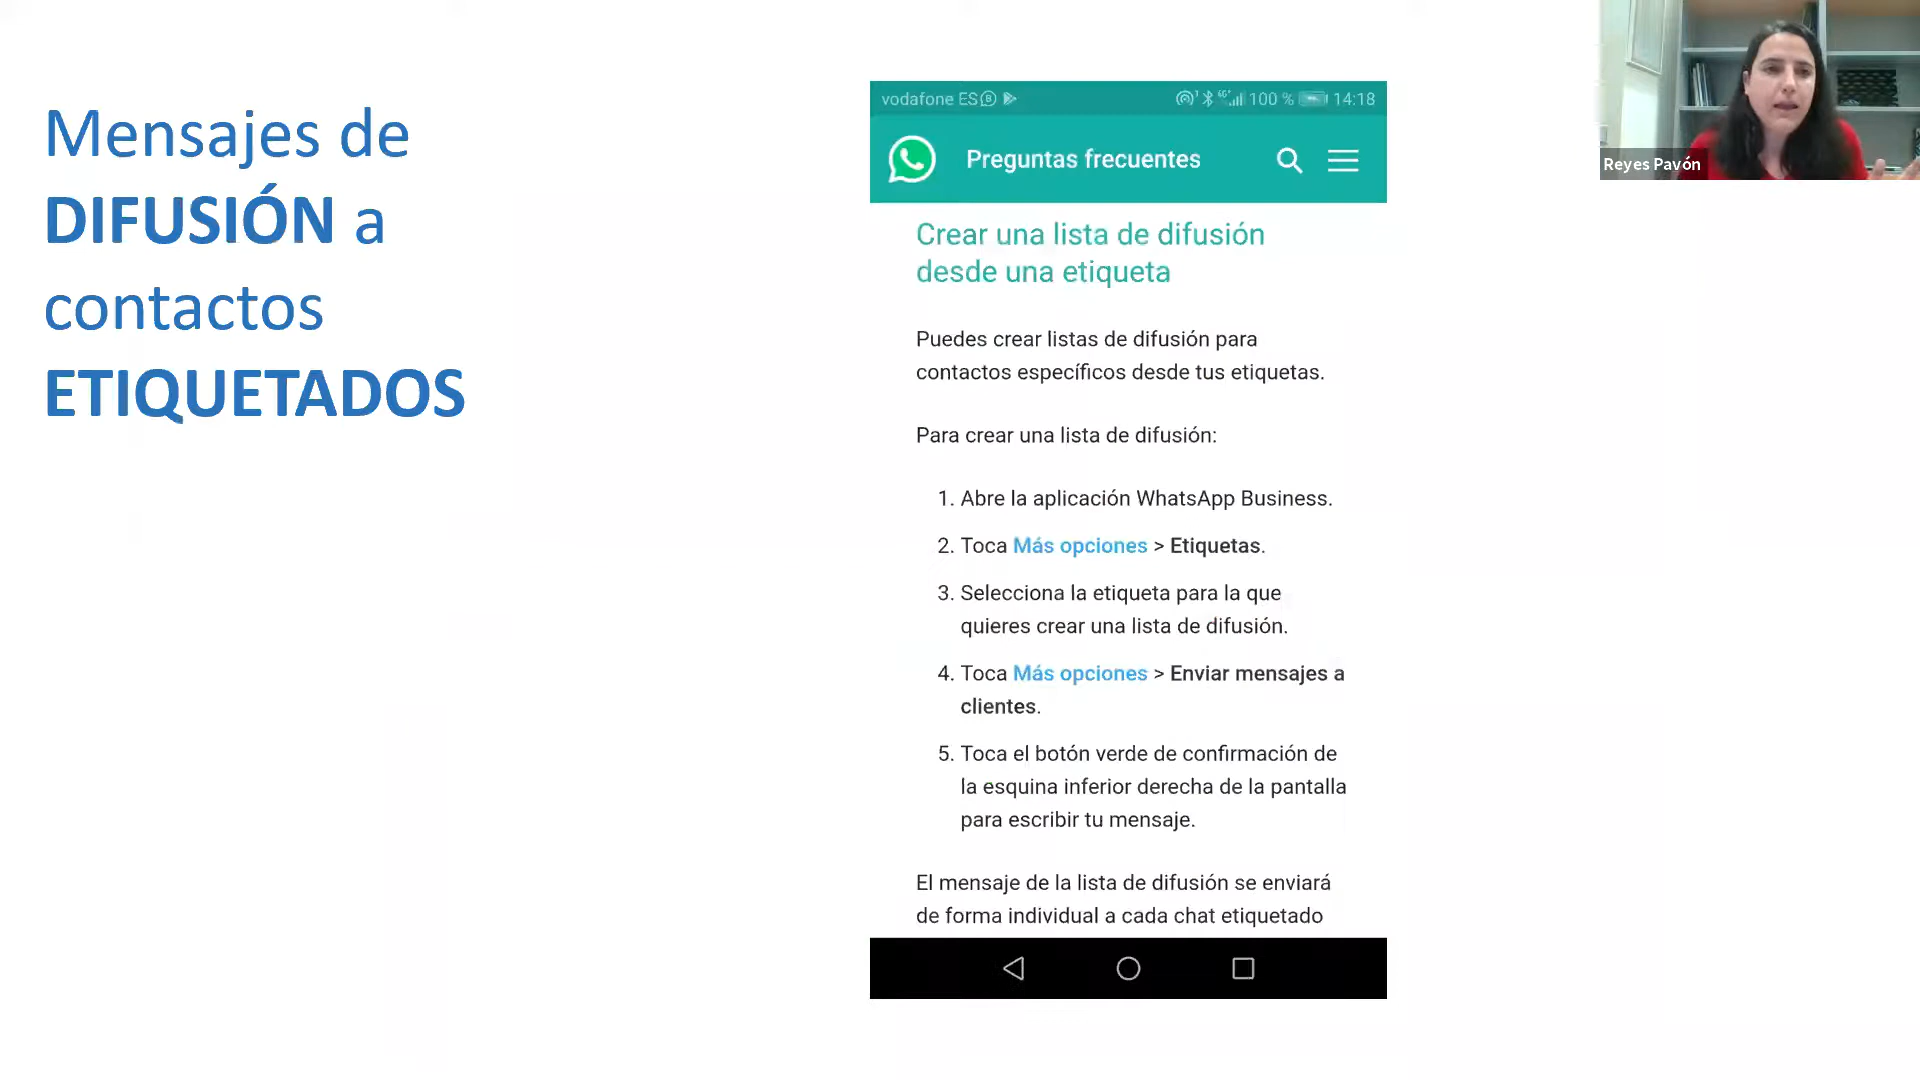 Mensajes de
DIFUSIÓN a
contactos
ETIQUETADOS
vodafone ES 100 % 14:18
Preguntas frecuentes
Crear una lista de difusión
desde una etiqueta
Puedes crear listas de difusión para
contactos específicos desde tus etiquetas.
Para crear una lista de difusión:
1. Abre la aplicación WhatsApp Business.
2. Toca Más opciones > Etiquetas.
3. Selecciona la etiqueta para la que
quieres crear una lista de difusión.
4. Toca Más opciones > Enviar mensajes a
clientes.
5. Toca el botón verde de confirmación de
la esquina inferior derecha de la pantalla
para escribir tu mensaje.
El mensaje de la lista de difusión se enviará
de forma individual a cada chat etiquetado
Reyes Pavón